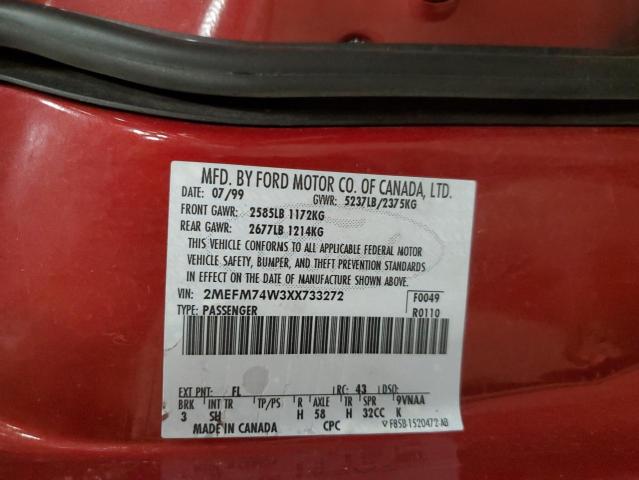 MFD. BY FORD MOTOR CO. OF CANADA, LTD.
DATE: 07/99 GVWR: 5237LB/2375KG
FRONT GAWR: 2585LB 1172KG
REAR GAWR: 2677LB 1214KG
THIS VEHICLE CONFORMS TO ALL APPLICABLE FEDERAL MOTOR
VEHICLE SAFETY, BUMPER, AND THEFT PREVENTION STANDARDS
IN EFFECT ON THE DATE OF MANUFACTURE SHOWN ABOVE.
VIN: 2MEFM74W3XX733272 F0049
TYPE: PASSENGER R0110
EXT PNT: FL RC: 43 DSO:
BRK INT TR TP/PS R AXLE TR SPR 9VNAA
3 SH H 58 H 32CC K
MADE IN CANADA CPC F85B-1520472-AB